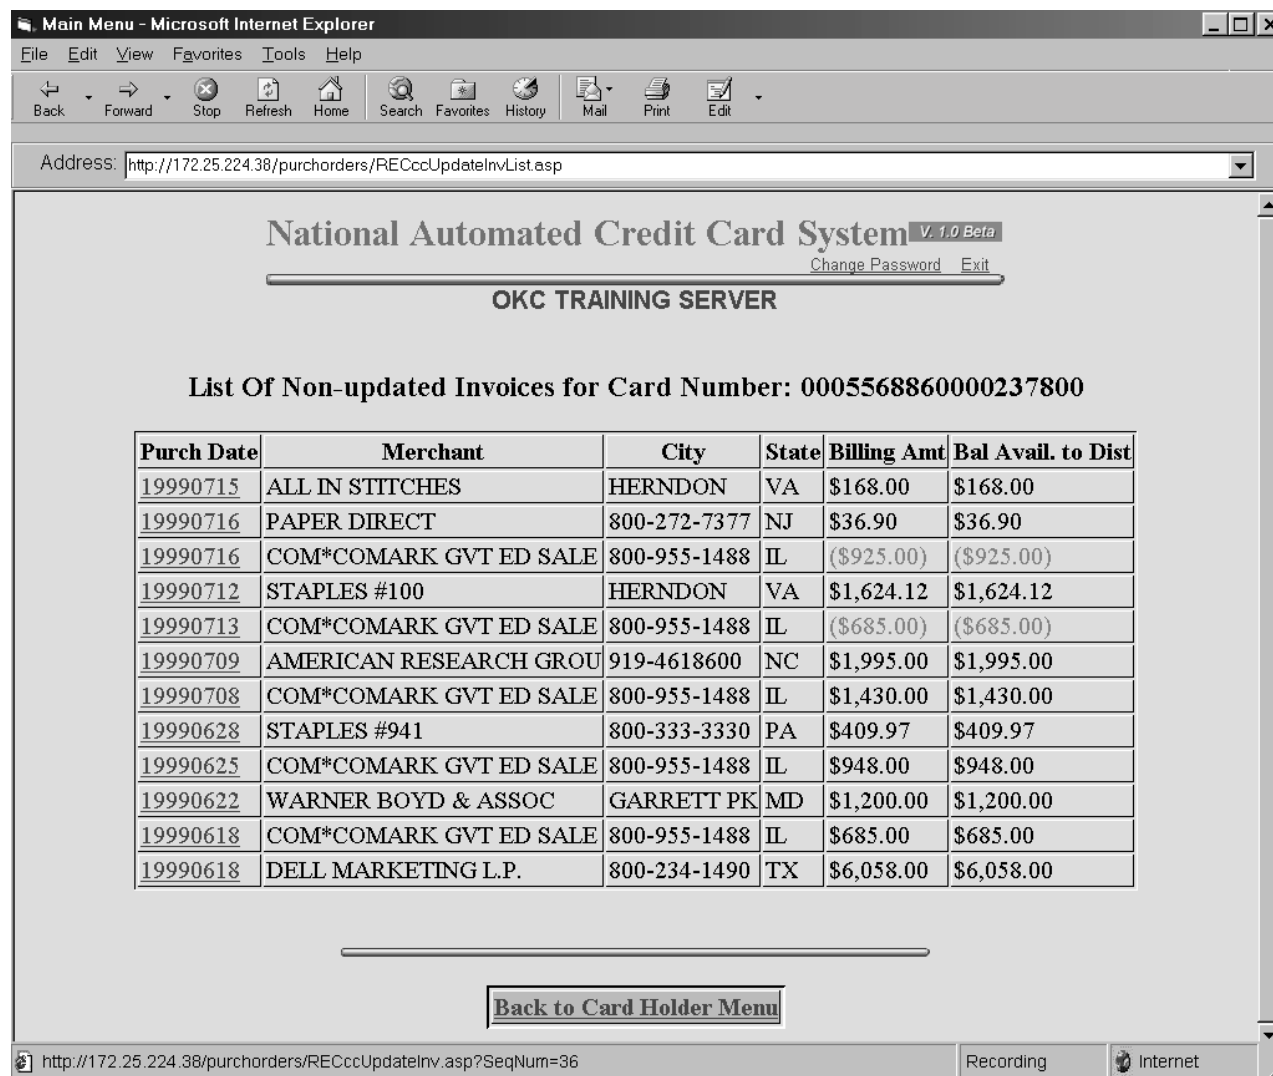 Main Menu - Microsoft Internet Explorer
File Edit View Favorites Tools Help
Back Forward Stop Refresh Home Search Favorites History Mail Print Edit
Address: http://172.25.224.38/purchorders/RECccUpdateInvList.asp
National Automated Credit Card System V. 1.0 Beta
Change Password Exit
OKC TRAINING SERVER
List Of Non-updated Invoices for Card Number: 0005568860000237800
Purch Date Merchant City State Billing Amt Bal Avail. to Dist
19990715 ALL IN STITCHES HERNDON VA $168.00 $168.00
19990716 PAPER DIRECT 800-272-7377 NJ $36.90 $36.90
19990716 COM*COMARK GVT ED SALE 800-955-1488 IL ($925.00) ($925.00)
19990712 STAPLES #100 HERNDON VA $1,624.12 $1,624.12
19990713 COM*COMARK GVT ED SALE 800-955-1488 IL ($685.00) ($685.00)
19990709 AMERICAN RESEARCH GROU 919-4618600 NC $1,995.00 $1,995.00
19990708 COM*COMARK GVT ED SALE 800-955-1488 IL $1,430.00 $1,430.00
19990628 STAPLES #941 800-333-3330 PA $409.97 $409.97
19990625 COM*COMARK GVT ED SALE 800-955-1488 IL $948.00 $948.00
19990622 WARNER BOYD & ASSOC GARRETT PK MD $1,200.00 $1,200.00
19990618 COM*COMARK GVT ED SALE 800-955-1488 IL $685.00 $685.00
19990618 DELL MARKETING L.P. 800-234-1490 TX $6,058.00 $6,058.00
Back to Card Holder Menu
http://172.25.224.38/purchorders/RECccUpdateInv.asp?SeqNum=36 Recording Internet